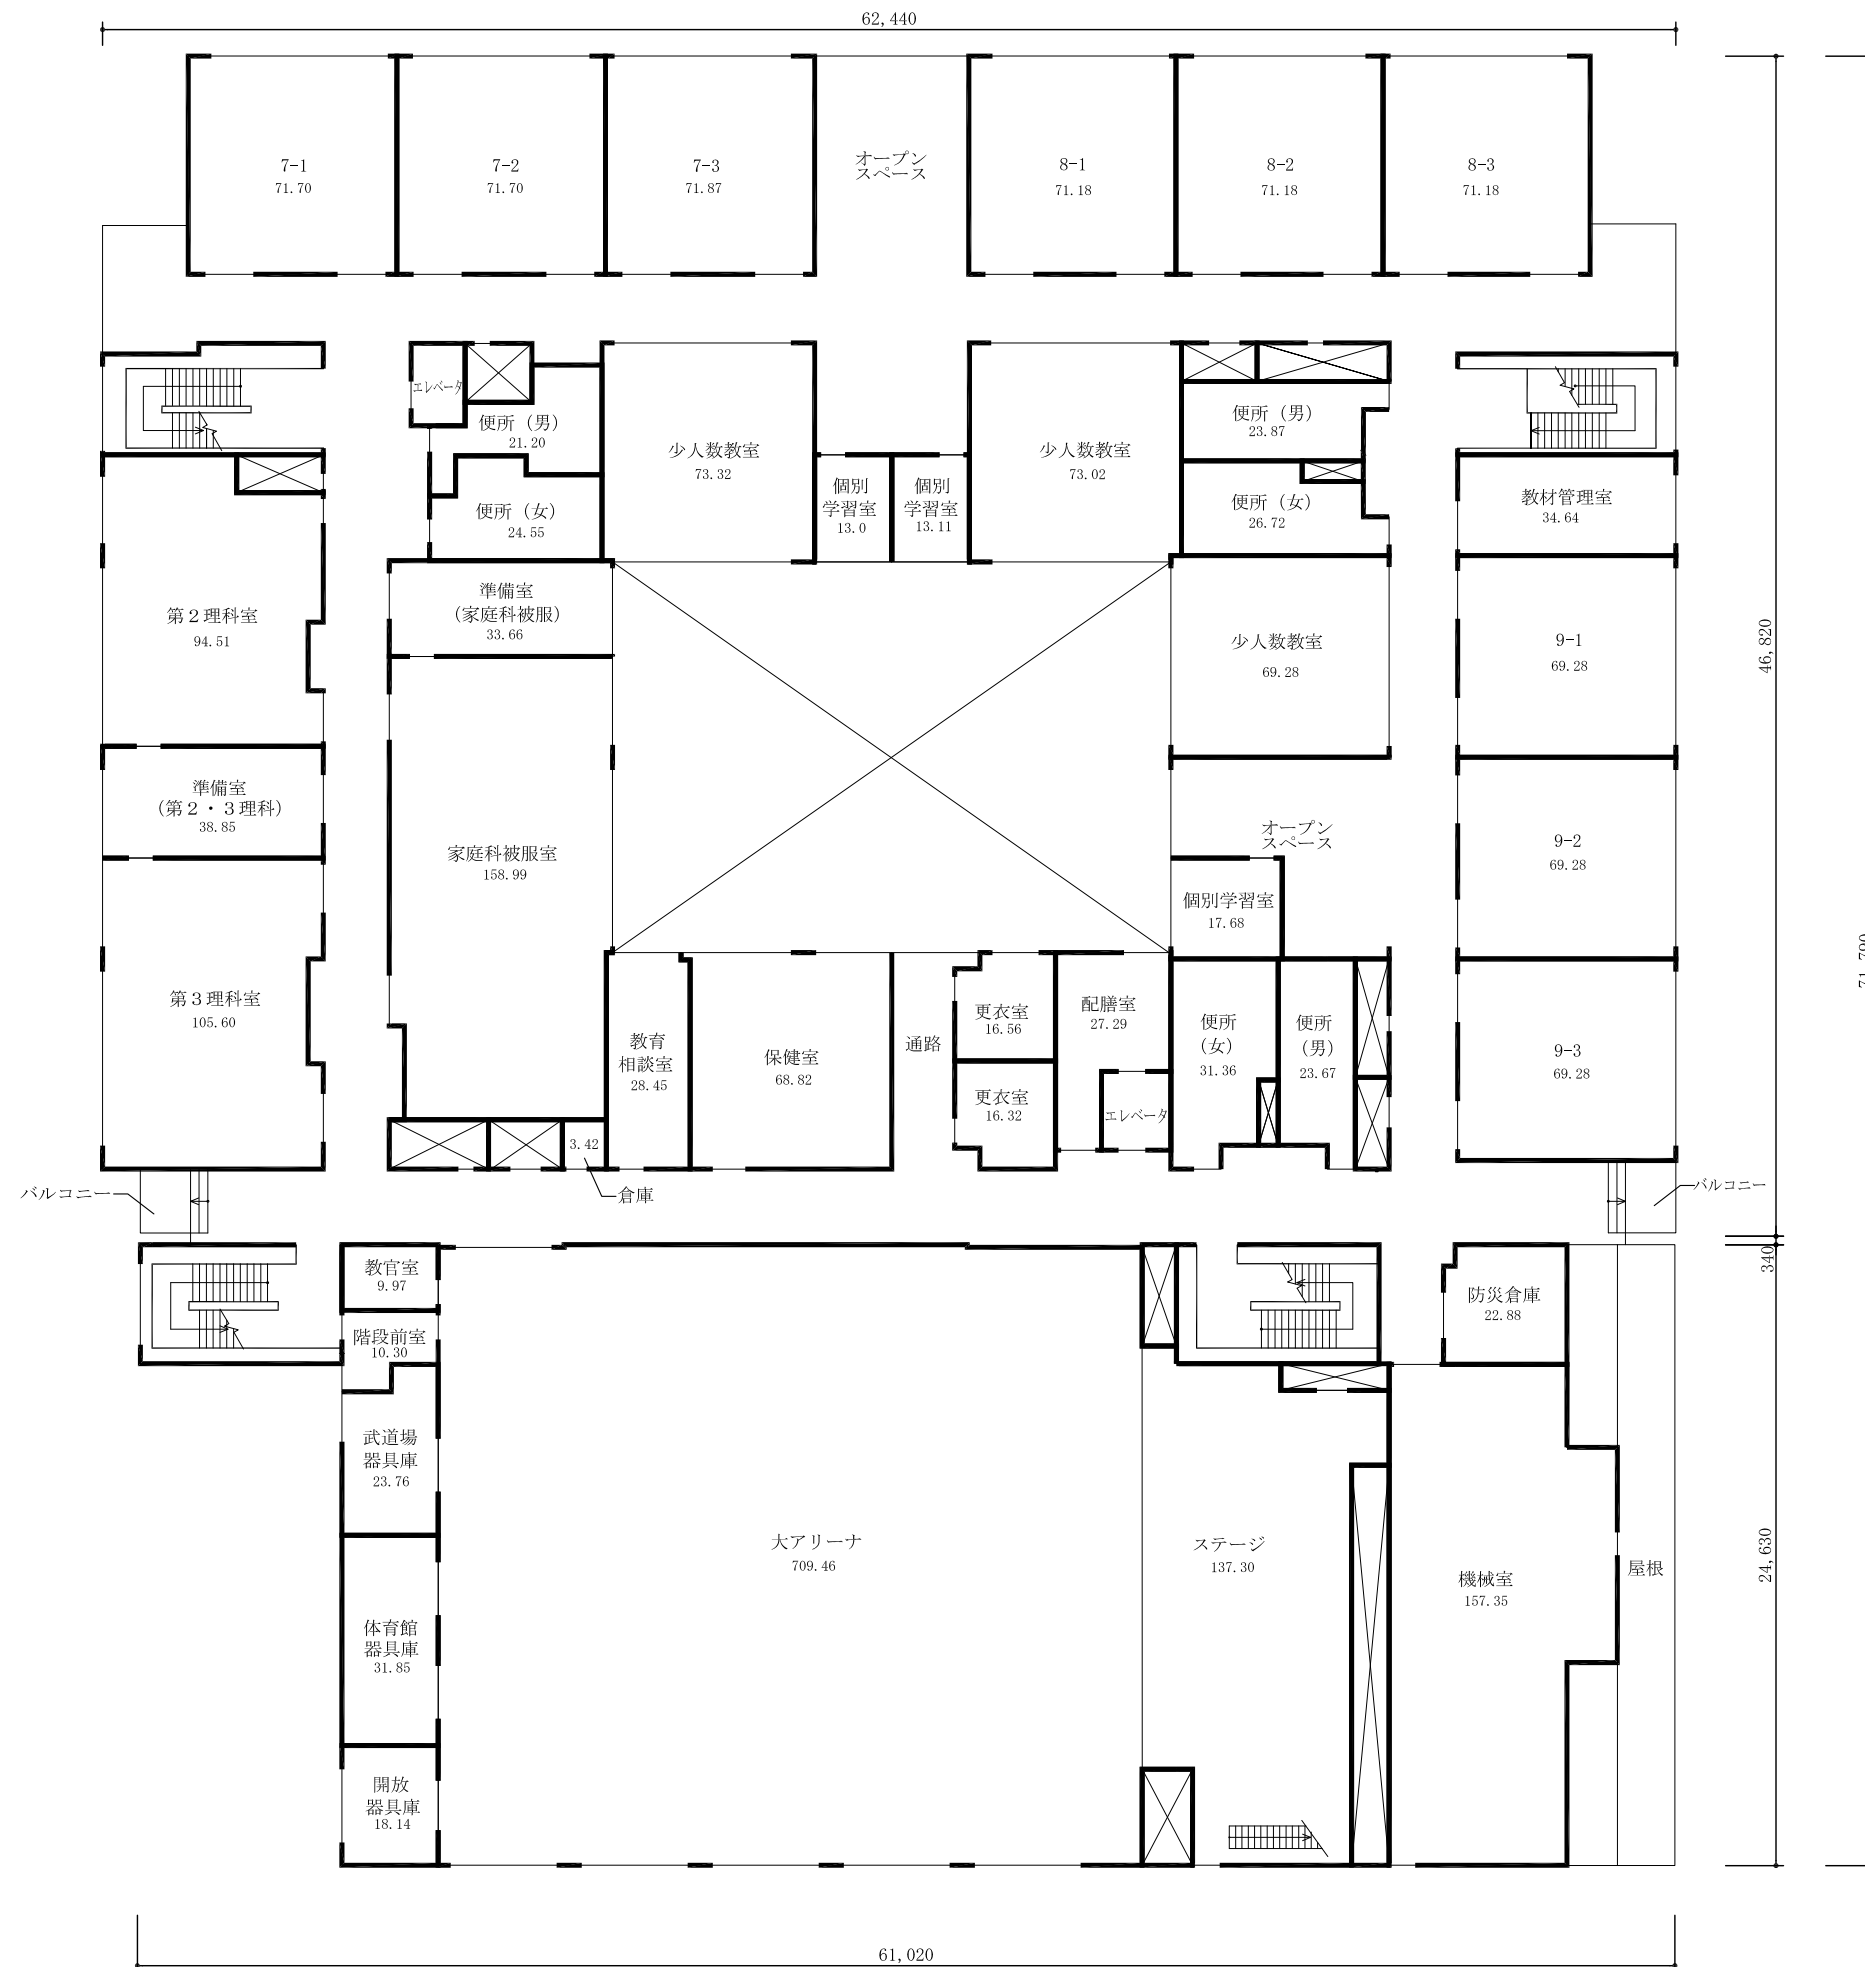 62,440
7-1
71.70
7-2
71.70
7-3
71.87
オープン
スペース
8-1
71.18
8-2
71.18
8-3
71.18
エレベータ
便所（男）
21.20
便所（女）
24.55
少人数教室
73.32
個別
学習室
13.0
個別
学習室
13.11
少人数教室
73.02
便所（男）
23.87
便所（女）
26.72
教材管理室
34.64
第２理科室
94.51
準備室
（家庭科被服）
33.66
少人数教室
69.28
9-1
69.28
46,820
準備室
（第２・３理科）
38.85
家庭科被服室
158.99
オープン
スペース
9-2
69.28
個別学習室
17.68
第３理科室
105.60
教育
相談室
28.45
保健室
68.82
通路
更衣室
16.56
更衣室
16.32
配膳室
27.29
エレベータ
便所
（女）
31.36
便所
（男）
23.67
9-3
69.28
3.42
倉庫
バルコニー
バルコニー
340
教官室
9.97
階段前室
10.30
防災倉庫
22.88
武道場
器具庫
23.76
大アリーナ
709.46
ステージ
137.30
機械室
157.35
屋根
24,630
体育館
器具庫
31.85
開放
器具庫
18.14
61,020